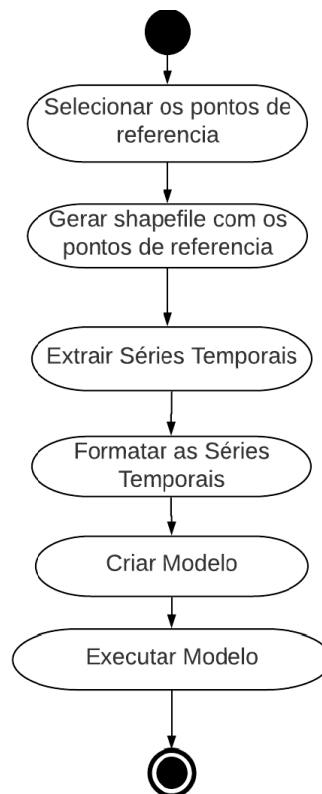 Selecionar os pontos de
referencia
Gerar shapefile com os
pontos de referencia
Extrair Séries Temporais
Formatar as Séries
Temporais
Criar Modelo
Executar Modelo